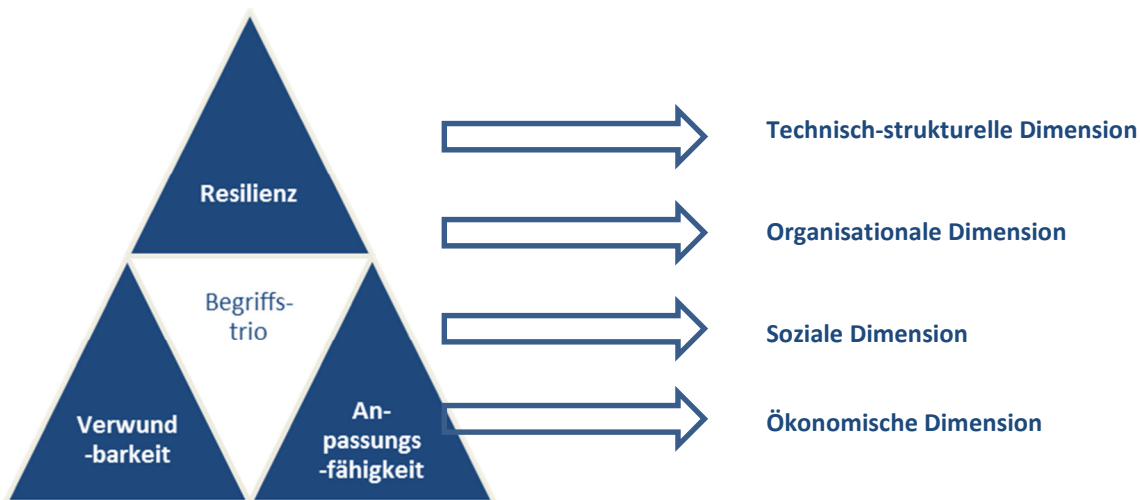 Resilienz
Begriffs-
trio
Verwund
-barkeit
An-
passungs
-fähigkeit
Technisch-strukturelle Dimension
Organisationale Dimension
Soziale Dimension
Ökonomische Dimension